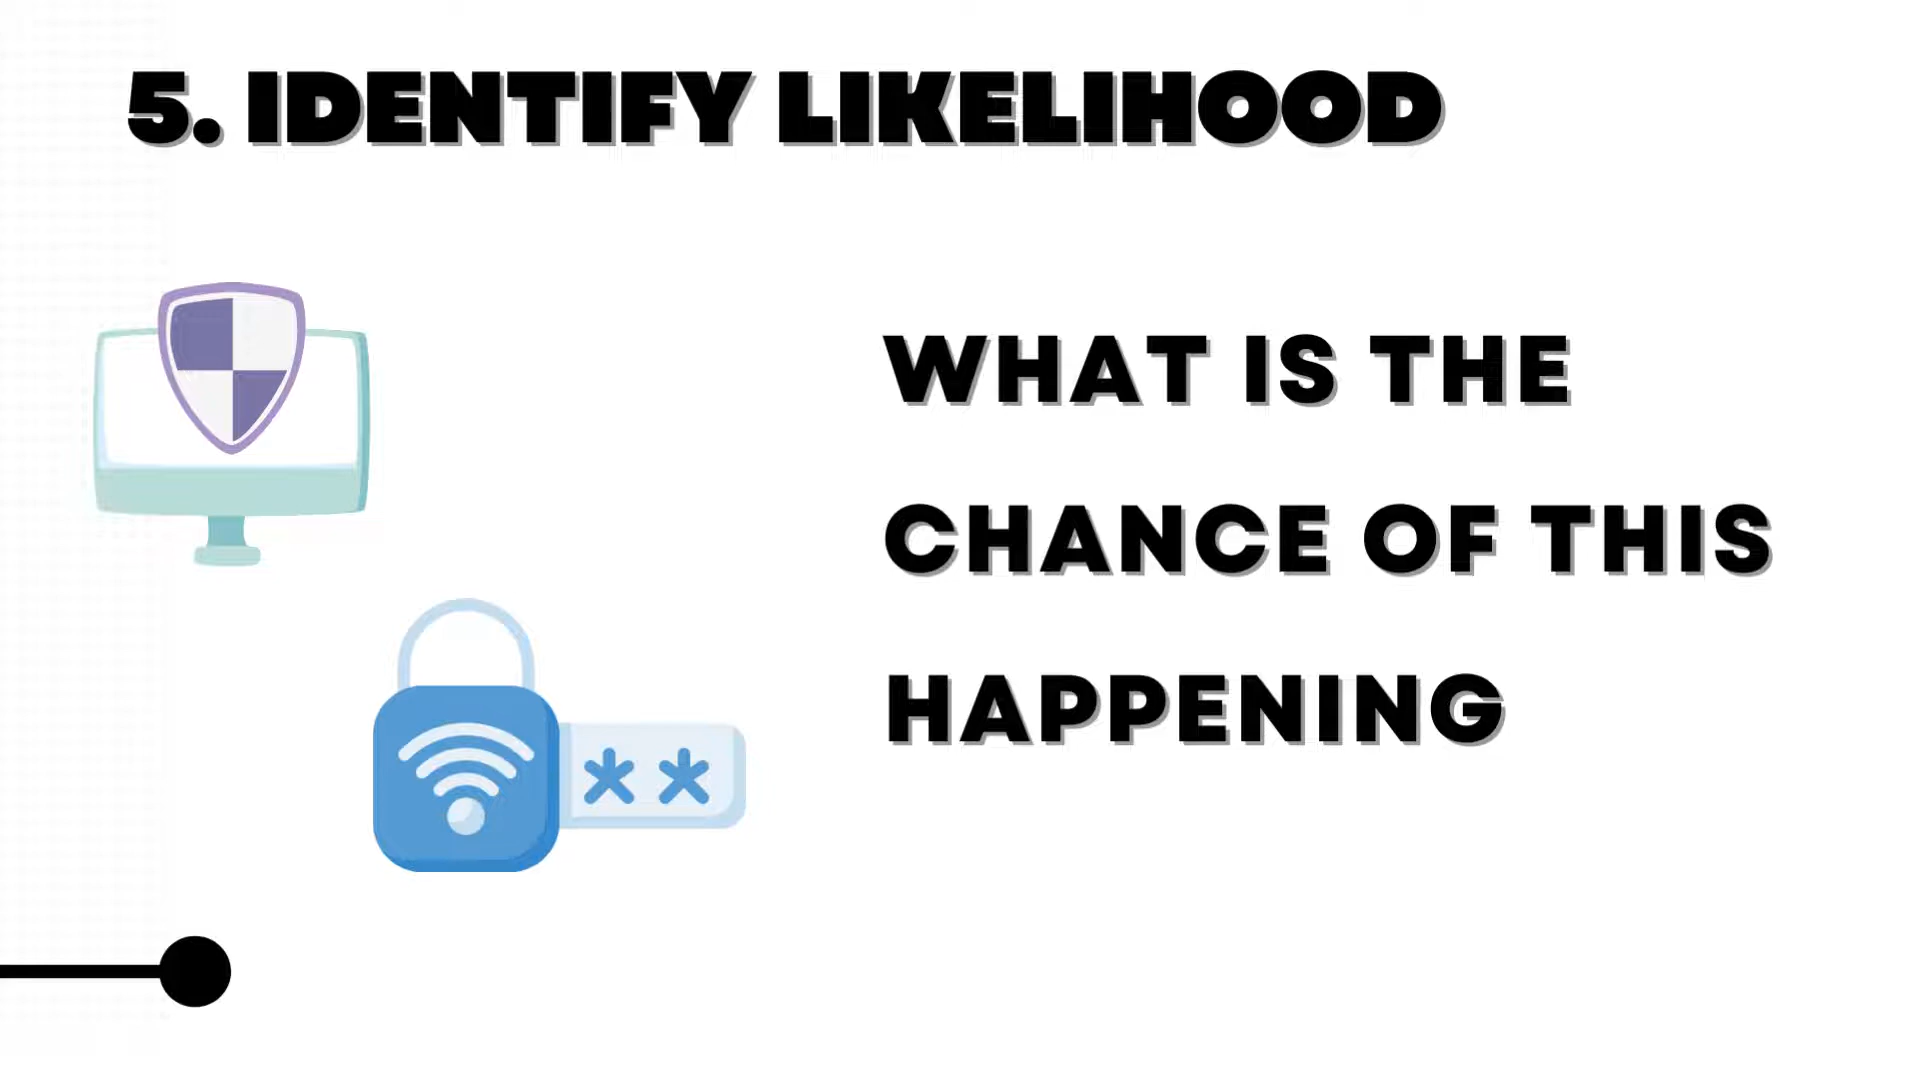 5. IDENTIFY LIKELIHOOD
WHAT IS THE
CHANCE OF THIS
HAPPENING
**